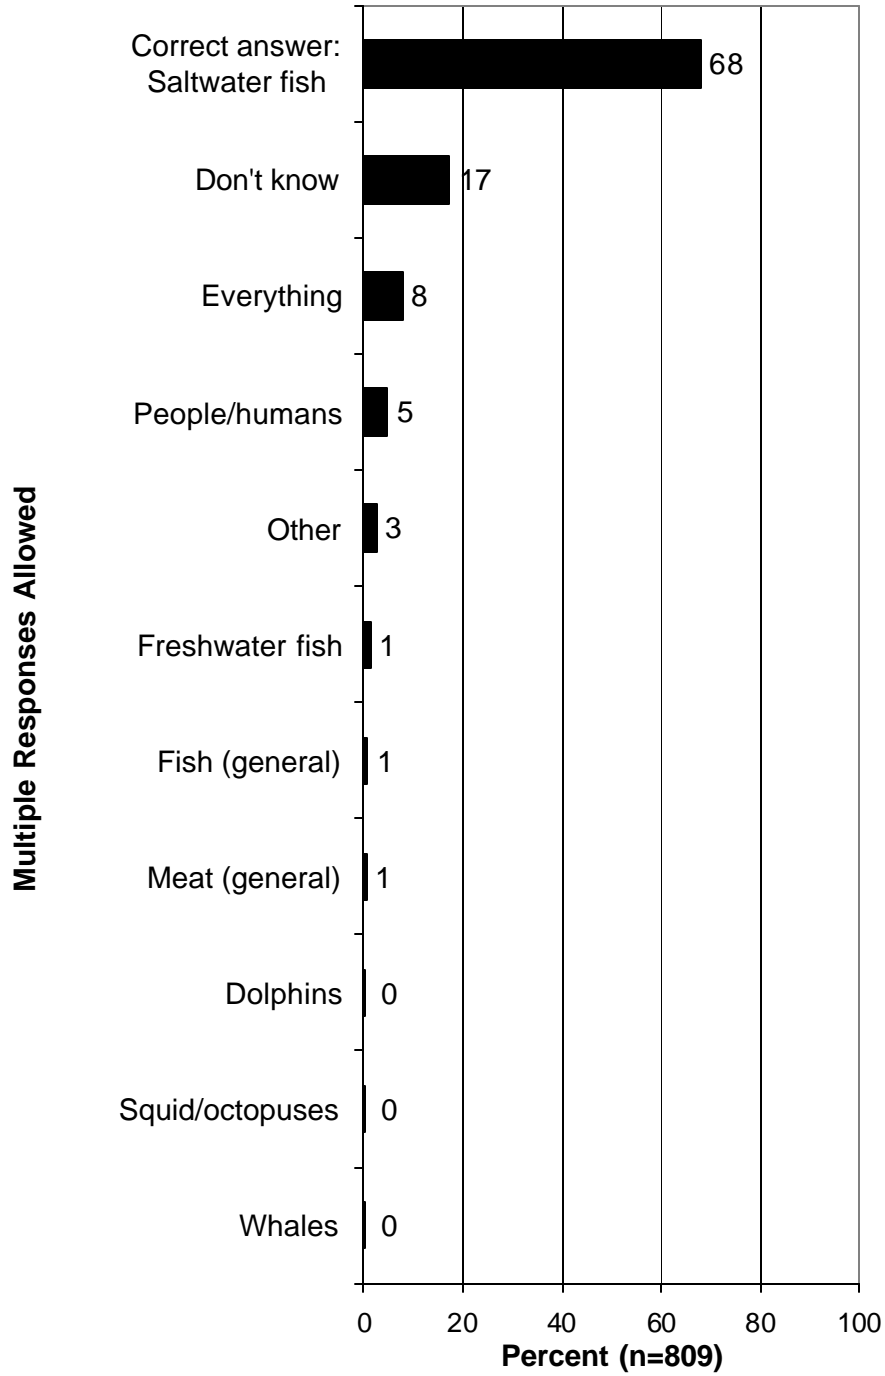 Correct answer:
Saltwater fish
68
Don't know
17
Everything
8
People/humans
5
Other
3
Freshwater fish
1
Fish (general)
1
Meat (general)
1
Dolphins
0
Squid/octopuses
0
Whales
0
Multiple Responses Allowed
0 20 40 60 80 100
Percent (n=809)